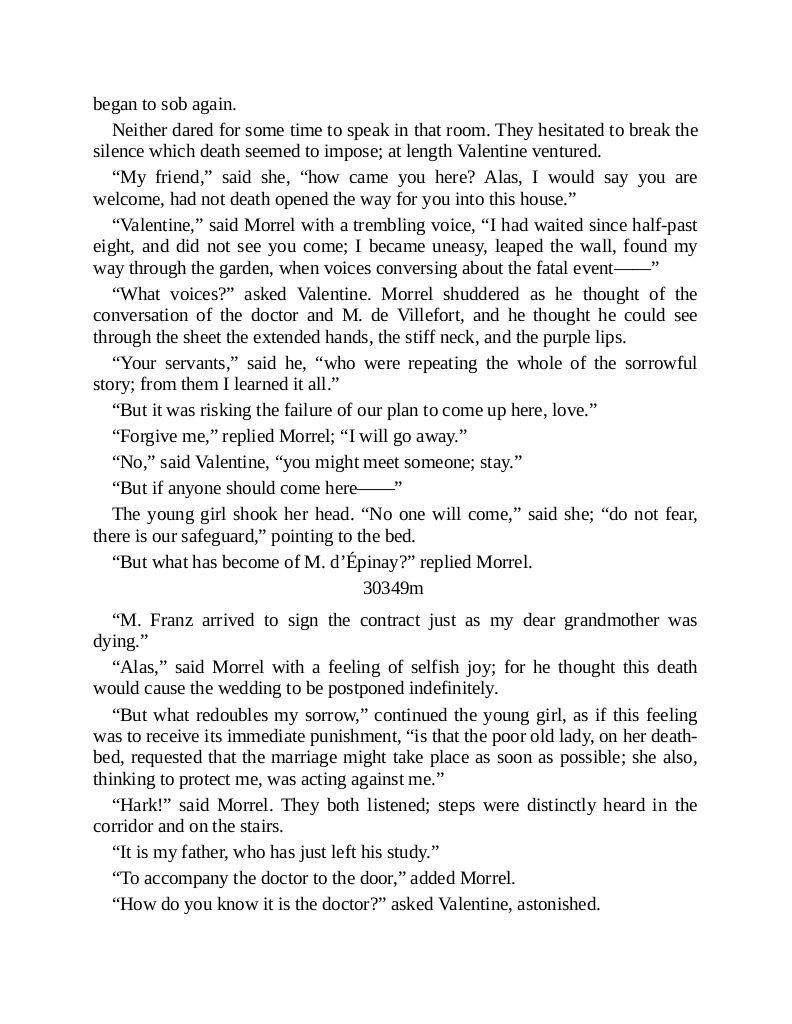 began to sob again.
Neither dared for some time to speak in that room. They hesitated to break the
silence which death seemed to impose; at length Valentine ventured.
“My friend,” said she, “how came you here? Alas, I would say you are
welcome, had not death opened the way for you into this house.”
“Valentine,” said Morrel with a trembling voice, “I had waited since half-past
eight, and did not see you come; I became uneasy, leaped the wall, found my
way through the garden, when voices conversing about the fatal event——”
“What voices?” asked Valentine. Morrel shuddered as he thought of the
conversation of the doctor and M. de Villefort, and he thought he could see
through the sheet the extended hands, the stiff neck, and the purple lips.
“Your servants,” said he, “who were repeating the whole of the sorrowful
story; from them I learned it all.”
“But it was risking the failure of our plan to come up here, love.”
“Forgive me,” replied Morrel; “I will go away.”
“No,” said Valentine, “you might meet someone; stay.”
“But if anyone should come here——”
The young girl shook her head. “No one will come,” said she; “do not fear,
there is our safeguard,” pointing to the bed.
“But what has become of M. d’Épinay?” replied Morrel.
30349m
“M. Franz arrived to sign the contract just as my dear grandmother was
dying.”
“Alas,” said Morrel with a feeling of selfish joy; for he thought this death
would cause the wedding to be postponed indefinitely.
“But what redoubles my sorrow,” continued the young girl, as if this feeling
was to receive its immediate punishment, “is that the poor old lady, on her death-
bed, requested that the marriage might take place as soon as possible; she also,
thinking to protect me, was acting against me.”
“Hark!” said Morrel. They both listened; steps were distinctly heard in the
corridor and on the stairs.
“It is my father, who has just left his study.”
“To accompany the doctor to the door,” added Morrel.
“How do you know it is the doctor?” asked Valentine, astonished.